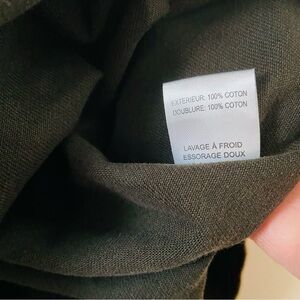 EXTERIEUR: 100% COTON
DOUBLURE: 100% COTON
LAVAGE À FROID
ESSORAGE DOUX